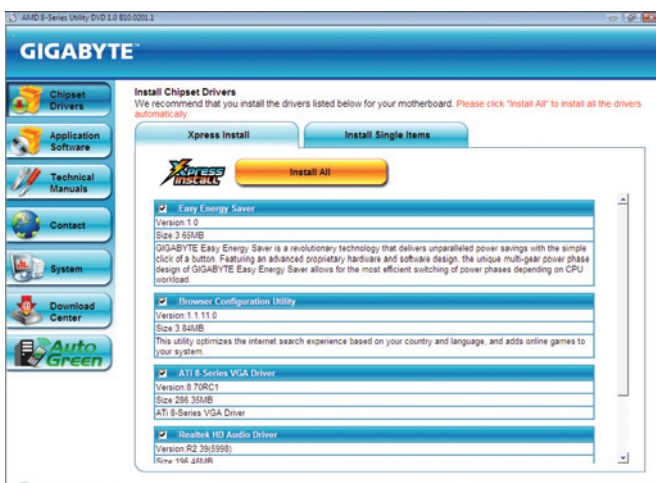 AMD 8-Series Utility DVD 1.0 B10.0201.1
GIGABYTE™
Chipset
Drivers
Application
Software
Technical
Manuals
Contact
System
Download
Center
Auto
Green
Install Chipset Drivers
We recommend that you install the drivers listed below for your motherboard. Please click "Install All" to install all the drivers
automatically.
Xpress Install
Install Single Items
Xpress
INSTALL
Install All
Easy Energy Saver
Version:1.0
Size:3.65MB
GIGABYTE Easy Energy Saver is a revolutionary technology that delivers unparalleled power savings with the simple
click of a button. Featuring an advanced proprietary hardware and software design, the unique multi-gear power phase
design of GIGABYTE Easy Energy Saver allows for the most efficient switching of power phases depending on CPU
workload.
Browser Configuration Utility
Version:1.1.11.0
Size:3.84MB
This utility optimizes the internet search experience based on your country and language, and adds online games to
your system.
ATi 8-Series VGA Driver
Version:8.70RC1
Size:286.35MB
ATi 8-Series VGA Driver
Realtek HD Audio Driver
Version:R2.39(5998)
Size:196.46MB